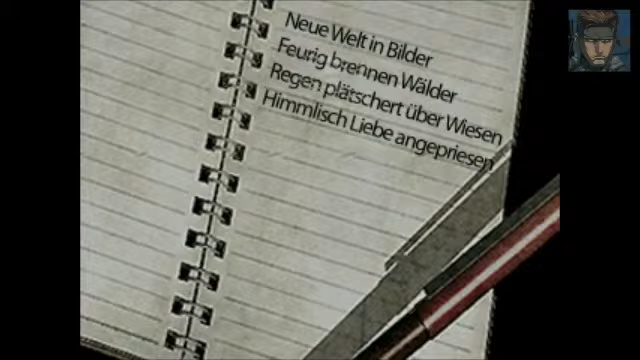 Neue Welt in Bilder
Feurig brennen Wälder
Regen plätschert über Wiesen
Himmlisch Liebe angepriesen